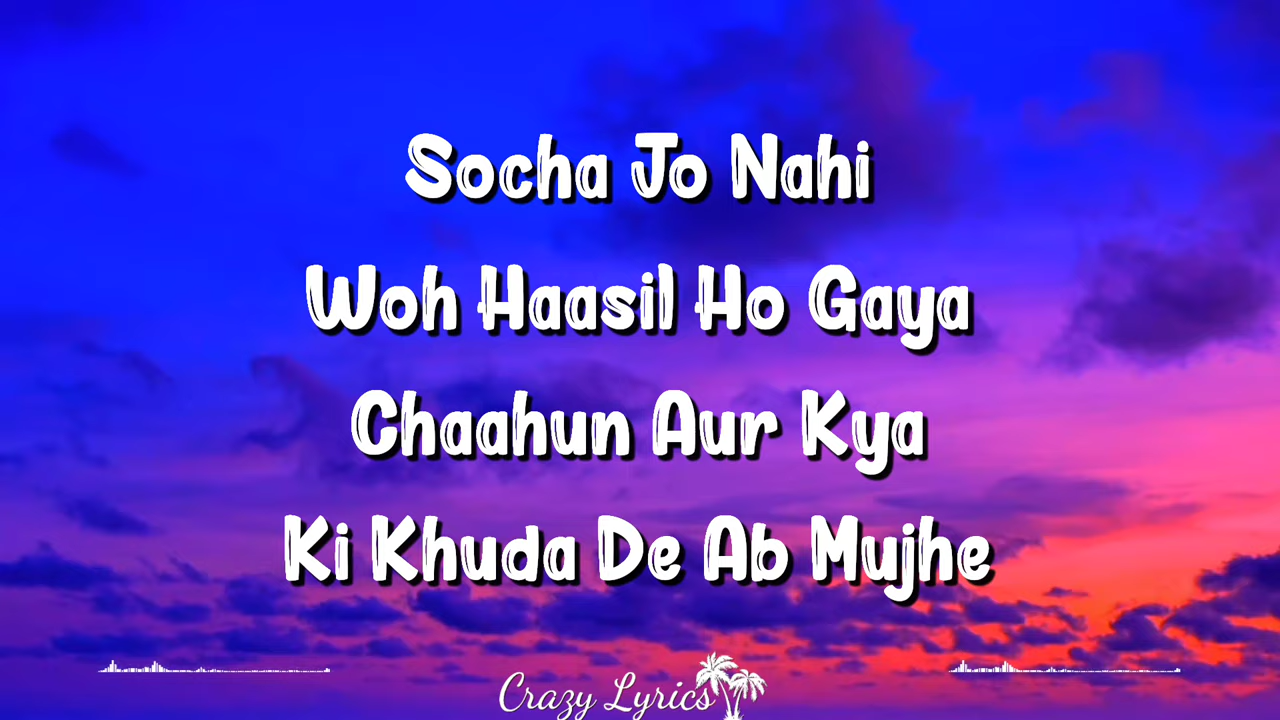 Socha Jo Nahi
Woh Haasil Ho Gaya
Chaahun Aur Kya
Ki Khuda De Ab Mujhe
Crazy Lyrics